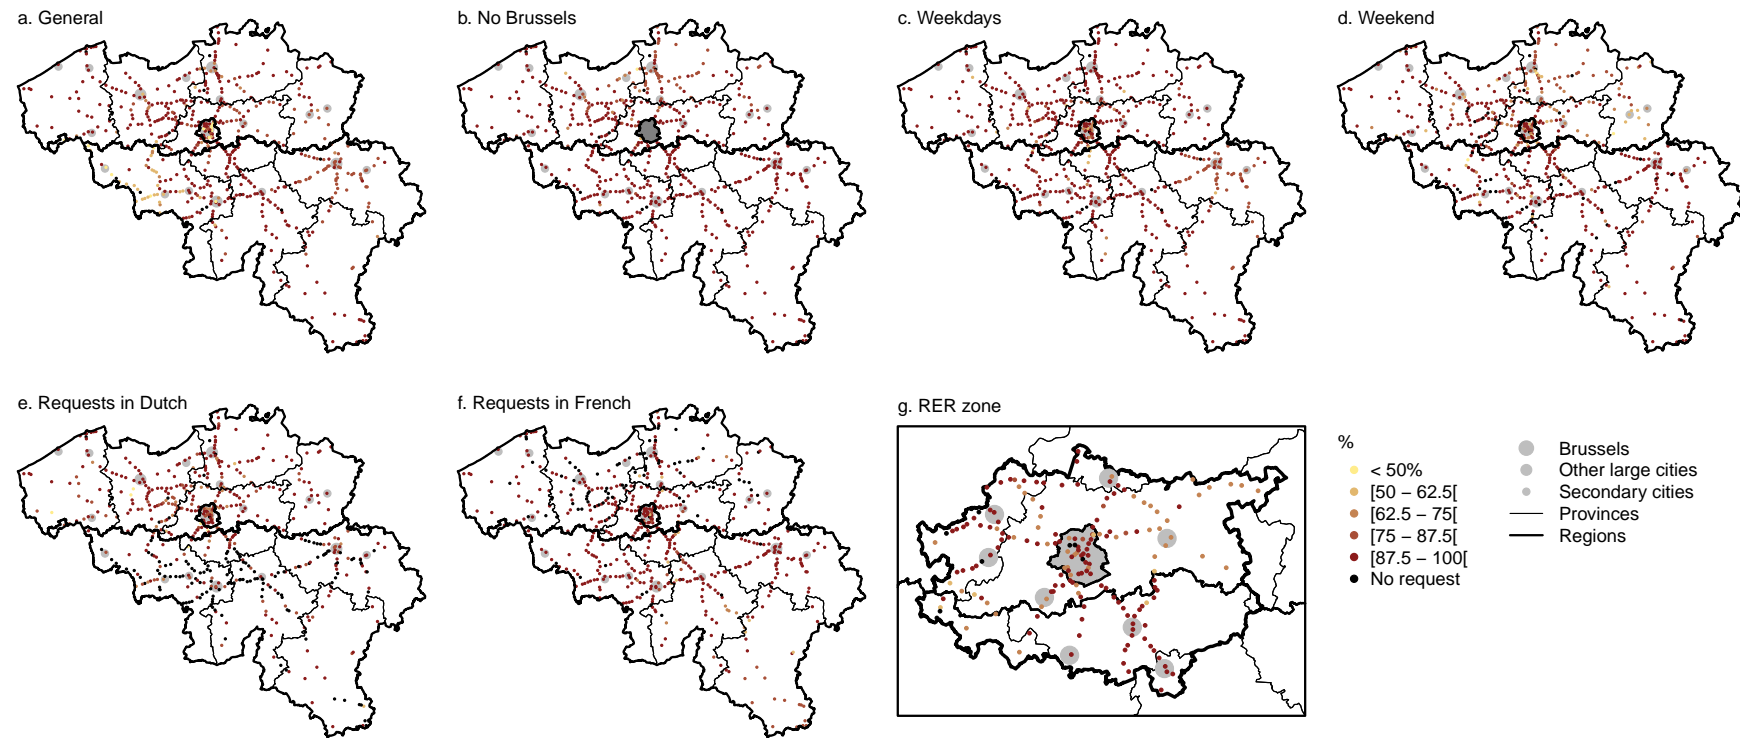 a. General
b. No Brussels
c. Weekdays
d. Weekend
e. Requests in Dutch
f. Requests in French
g. RER zone
%
< 50%
[50 − 62.5[
[62.5 − 75[
[75 − 87.5[
[87.5 − 100[
No request
Brussels
Other large cities
Secondary cities
Provinces
Regions